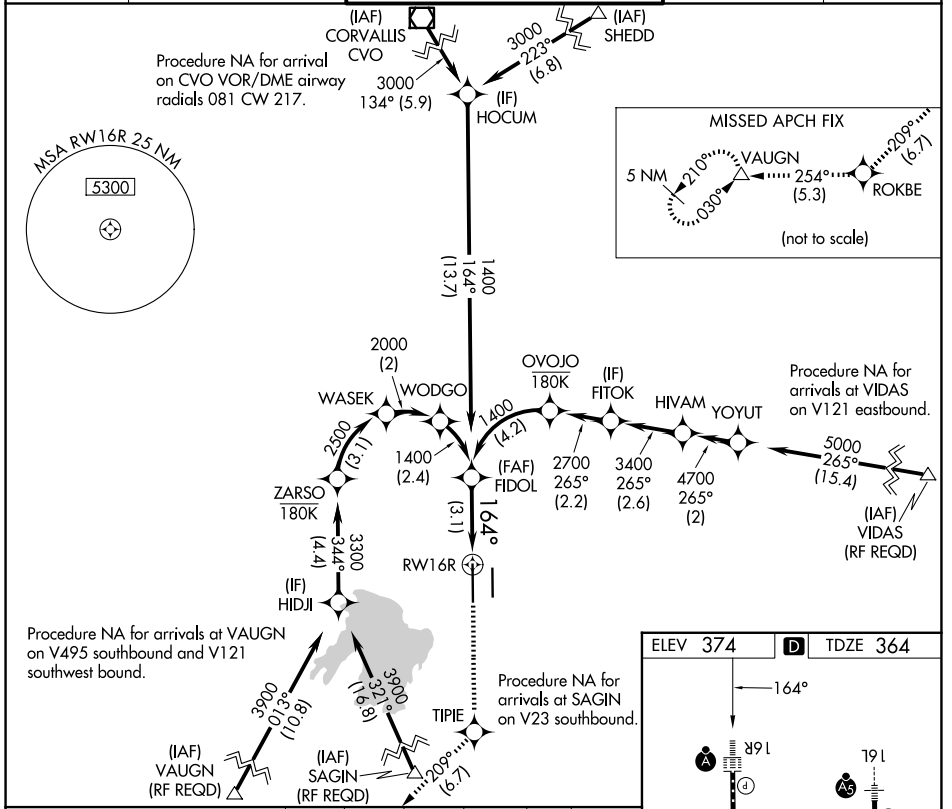 (IAF)
CORVALLIS
CVO
(IAF)
SHEDD
3000
223°
(6.8)
Procedure NA for arrival
on CVO VOR/DME airway
radials 081 CW 217.
3000
134° (5.9)
(IF)
HOCUM
MSA RW16R 25 NM
5300
MISSED APCH FIX
VAUGN
5 NM
210°
030°
254°
(5.3)
209°
(6.7)
ROKBE
(not to scale)
1400
164°
(13.7)
2000
(2)
WASEK
WODGO
OVOJO
180K
(IF)
FITOK
HIVAM
YOYUT
Procedure NA for
arrivals at VIDAS
on V121 eastbound.
2500
(3.1)
1400
(2.4)
1400
(4.2)
2700
265°
(2.2)
3400
265°
(2.6)
4700
265°
(2)
5000
265°
(15.4)
(IAF)
VIDAS
(RF REQD)
ZARSO
180K
(FAF)
FIDOL
(3.1)
164°
3300
344°
(4.4)
RW16R
(IF)
HIDJI
Procedure NA for arrivals at VAUGN
on V495 southbound and V121
southwest bound.
3900
013°
(10.8)
3900
321°
(16.8)
Procedure NA for
arrivals at SAGIN
on V23 southbound.
TIPIE
209°
(6.7)
(IAF)
VAUGN
(RF REQD)
(IAF)
SAGIN
(RF REQD)
ELEV 374
D
TDZE 364
164°
A
16R
P
16L
A5